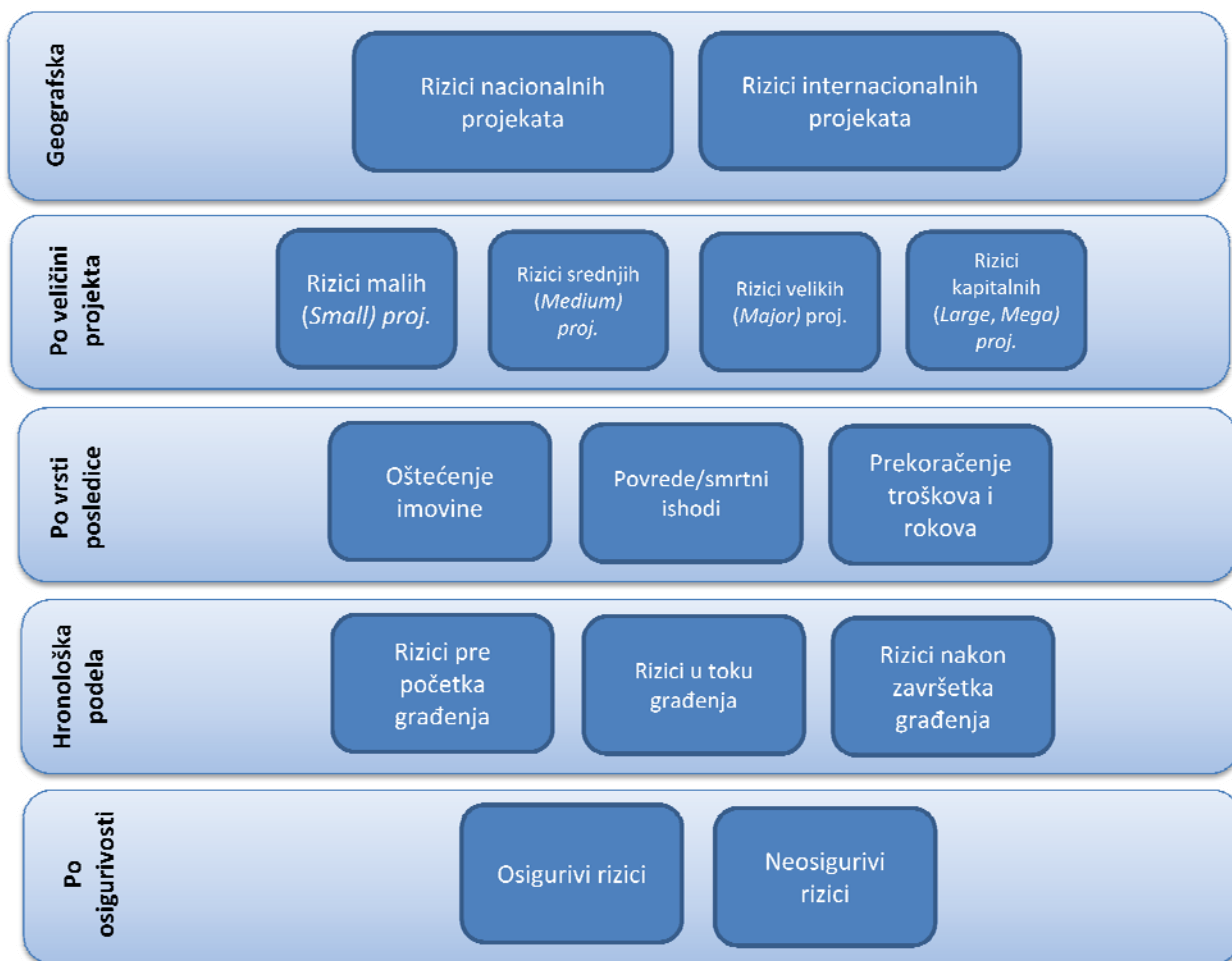 Geografska
Rizici nacionalnih
projekata
Rizici internacionalnih
projekata
Po veličini
projekta
Rizici malih
(Small) proj.
Rizici srednjih
(Medium)
proj.
Rizici velikih
(Major) proj.
Rizici
kapitalnih
(Large, Mega)
proj.
Po vrsti
posledice
Oštećenje
imovine
Povrede/smrtni
ishodi
Prekoračenje
troškova i
rokova
Hronološka
podela
Rizici pre
početka
građenja
Rizici u toku
građenja
Rizici nakon
završetka
građenja
Po
osigurivosti
Osigurivi rizici
Neosigurivi
rizici